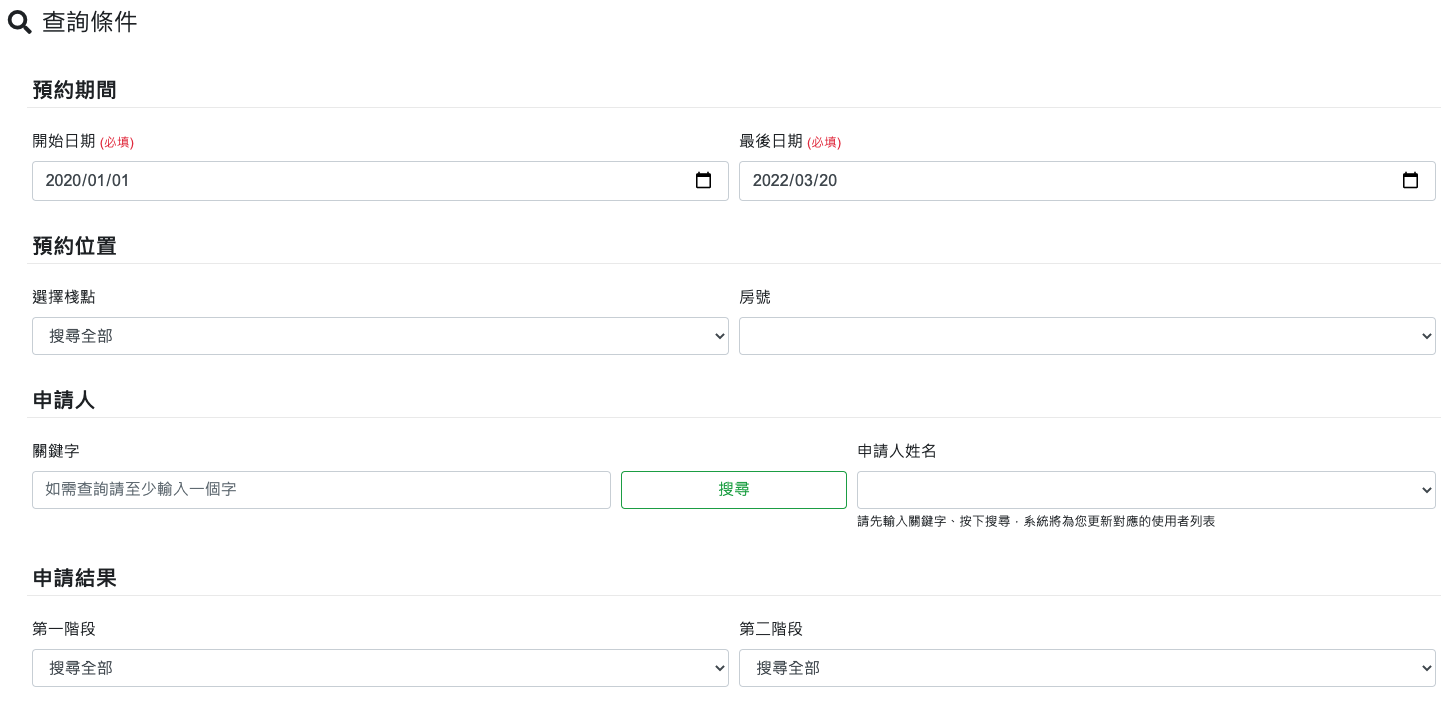 查詢條件
預約期間
開始日期 (必填)
最後日期 (必填)
2020/01/01
2022/03/20
預約位置
選擇棧點
房號
搜尋全部
申請人
關鍵字
申請人姓名
如需查詢請至少輸入一個字
搜尋
請先輸入關鍵字、按下搜尋，系統將為您更新對應的使用者列表
申請結果
第一階段
第二階段
搜尋全部
搜尋全部